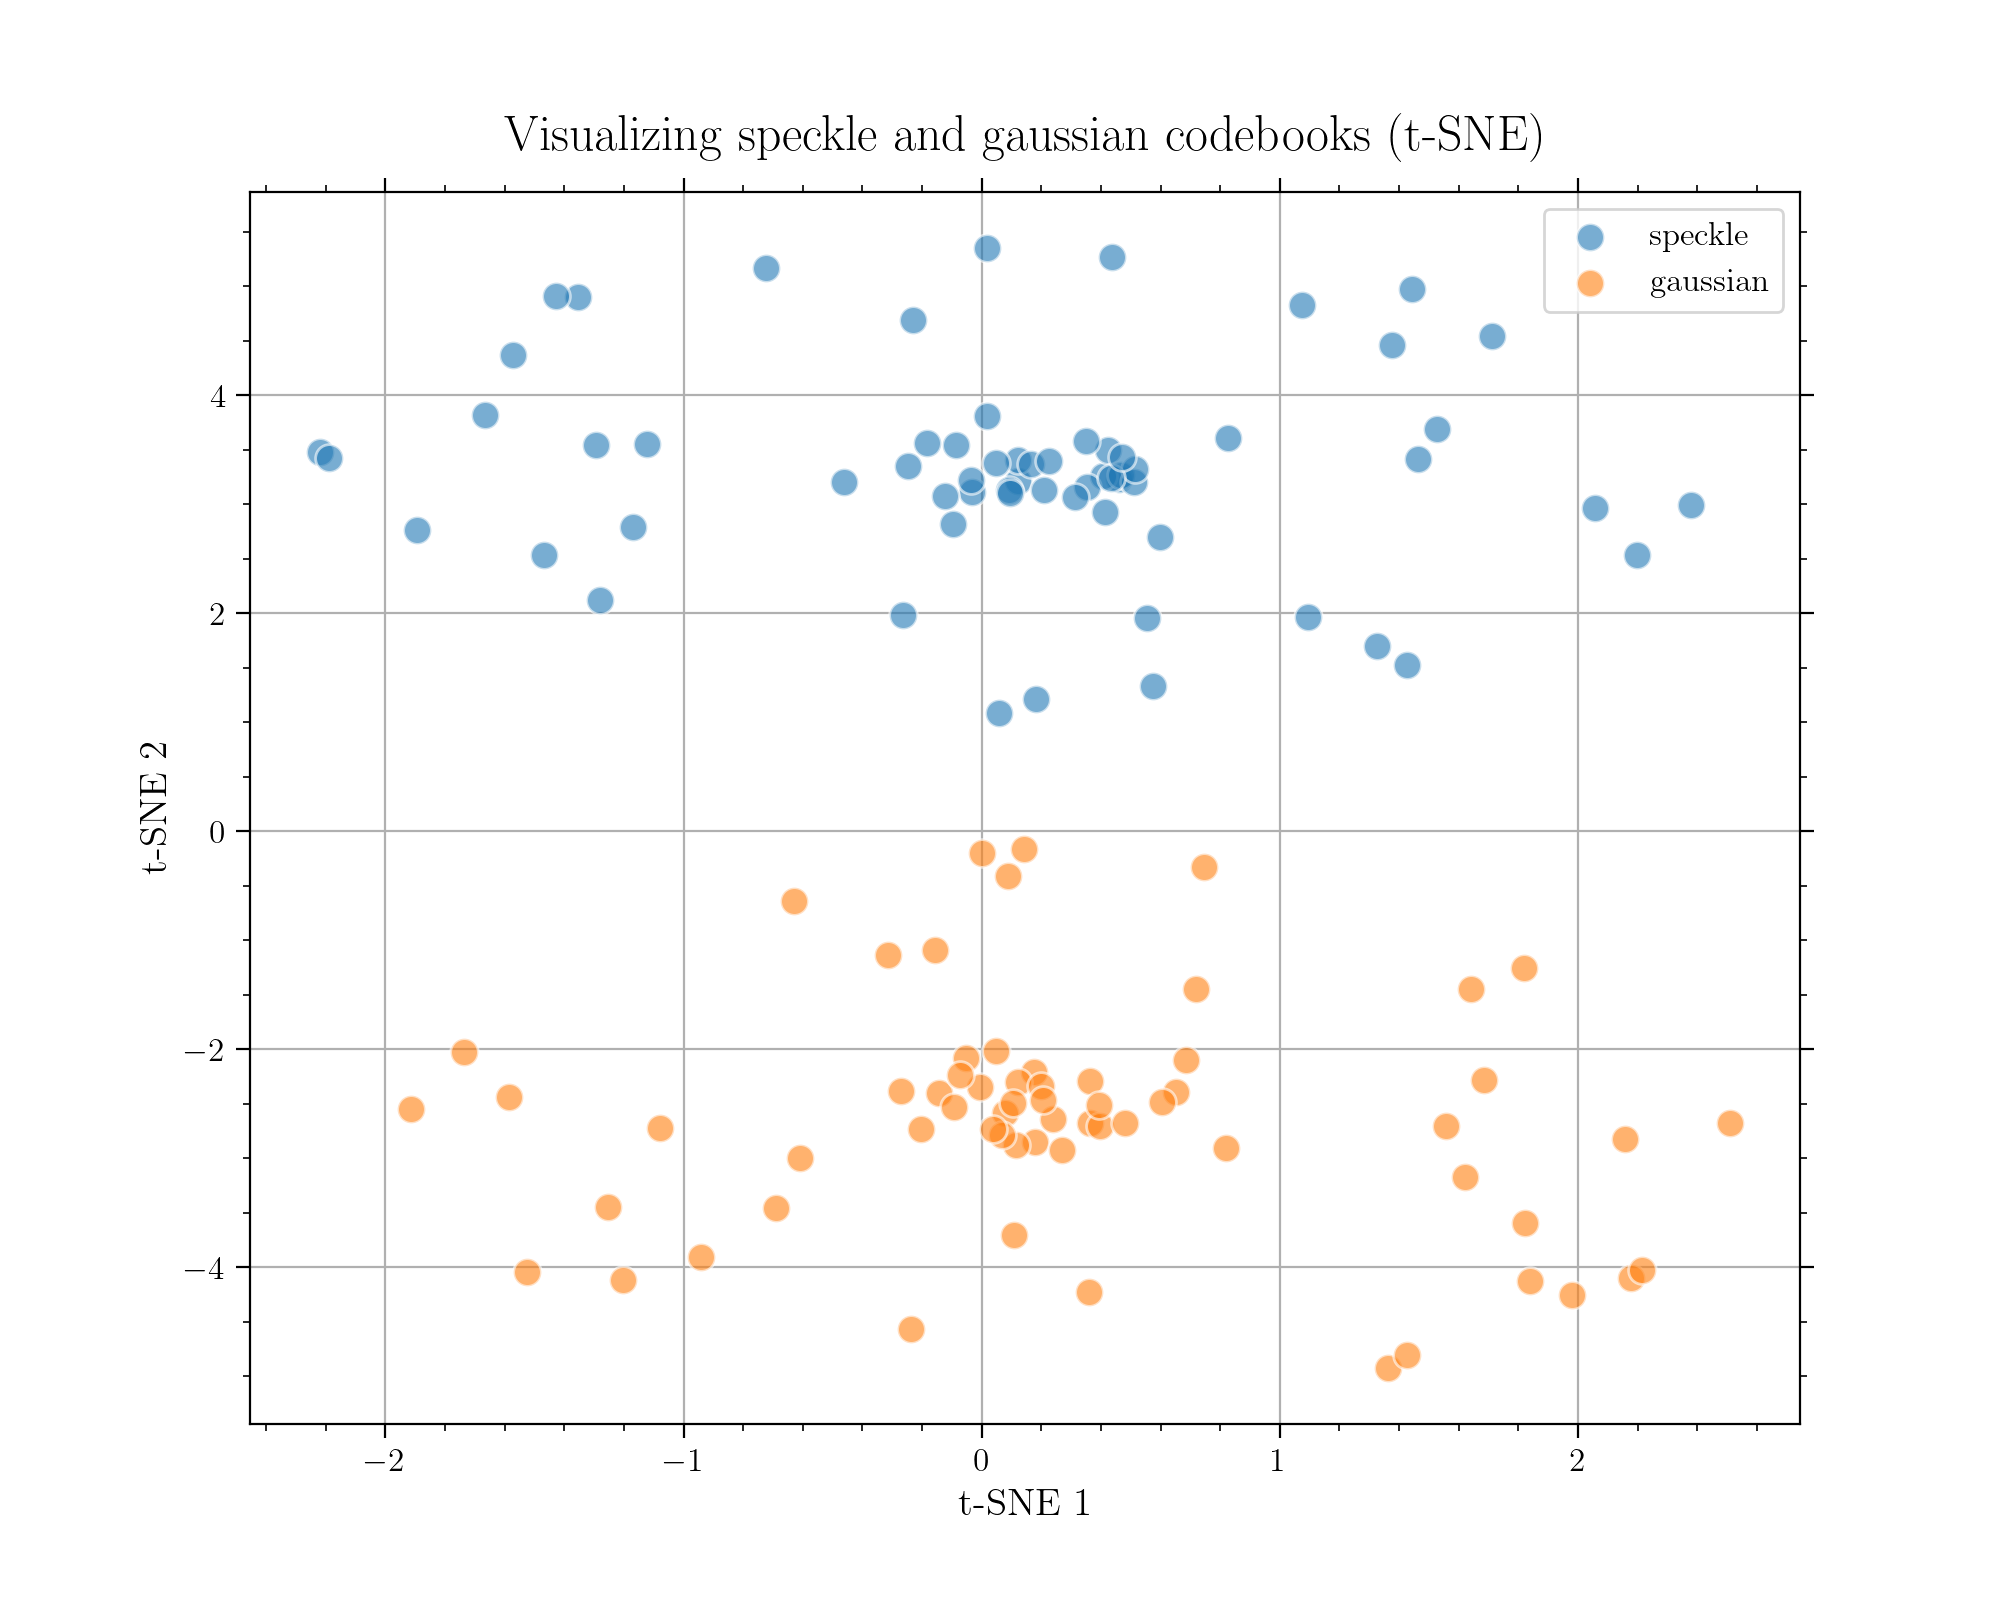 Visualizing speckle and gaussian codebooks (t-SNE)
speckle
gaussian
4
2
0
−2
−4
t-SNE 2
−2
−1
0
1
2
t-SNE 1